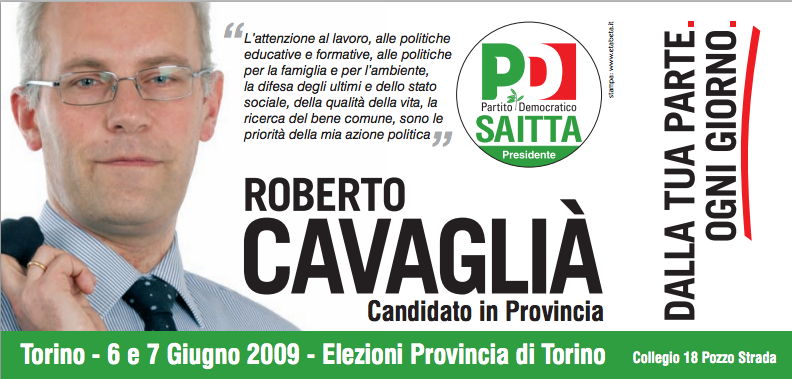 “L’attenzione al lavoro, alle politiche
educative e formative, alle politiche
per la famiglia e per l’ambiente,
la difesa degli ultimi e dello stato
sociale, della qualità della vita, la
ricerca del bene comune, sono le
priorità della mia azione politica”
PD
Partito Democratico
SAITTA
Presidente
stampa: www.etabeta.it
DALLA TUA PARTE.
OGNI GIORNO.
ROBERTO
CAVAGLIÀ
Candidato in Provincia
Torino - 6 e 7 Giugno 2009 - Elezioni Provincia di Torino Collegio 18 Pozzo Strada